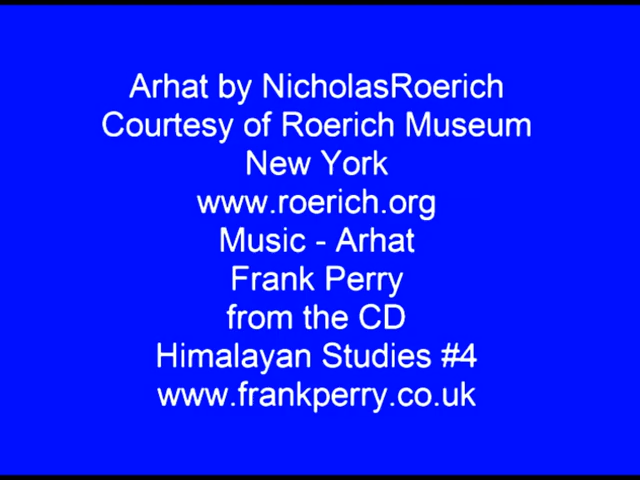 Arhat by NicholasRoerich
Courtesy of Roerich Museum
New York
www.roerich.org
Music - Arhat
Frank Perry
from the CD
Himalayan Studies #4
www.frankperry.co.uk